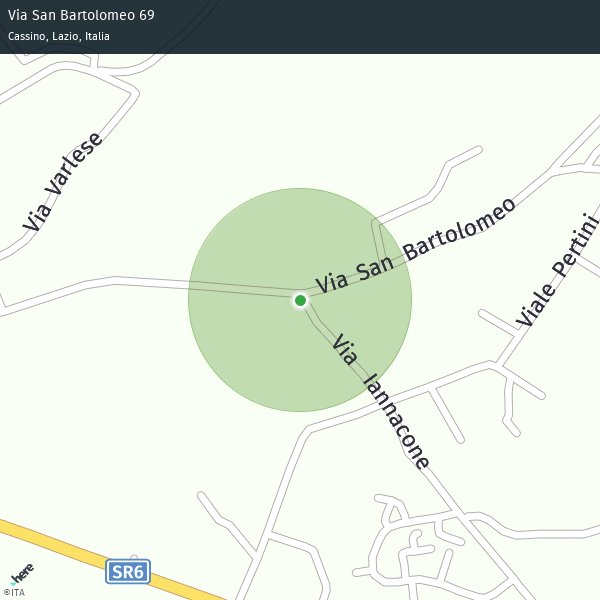 Via San Bartolomeo 69
Cassino, Lazio, Italia
Via Varlese
Via San Bartolomeo
Viale Pertini
Via Iannacone
SR6
here
©ITA